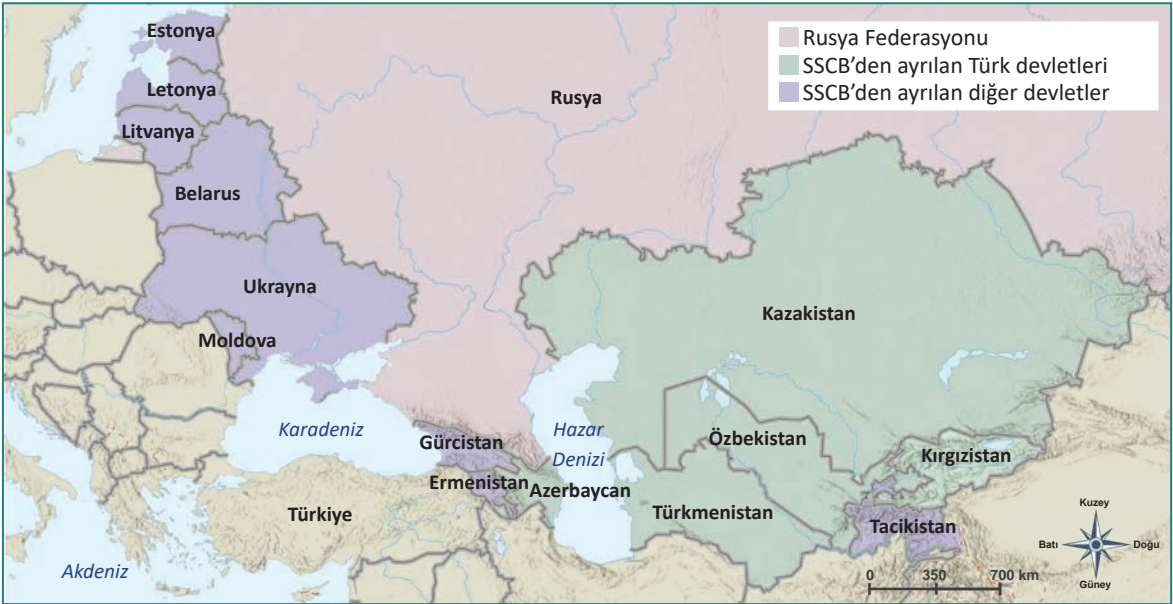 Estonya
Letonya
Litvanya
Belarus
Ukrayna
Moldova
Rusya
Rusya Federasyonu
SSCB'den ayrılan Türk devletleri
SSCB'den ayrılan diğer devletler
Kazakistan
Karadeniz
Gürcistan
Ermenistan
Azerbaycan
Hazar
Denizi
Özbekistan
Kırgızistan
Türkmenistan
Tacikistan
Türkiye
Akdeniz
Kuzey
Batı
Doğu
Güney
0 350 700 km